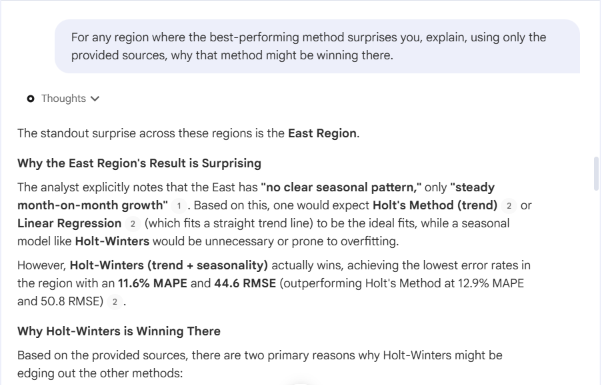 For any region where the best-performing method surprises you, explain, using only the
provided sources, why that method might be winning there.
Thoughts
The standout surprise across these regions is the East Region.
Why the East Region's Result is Surprising
The analyst explicitly notes that the East has "no clear seasonal pattern," only "steady
month-on-month growth" 1 . Based on this, one would expect Holt's Method (trend) 2 or
Linear Regression 2 (which fits a straight trend line) to be the ideal fits, while a seasonal
model like Holt-Winters would be unnecessary or prone to overfitting.
However, Holt-Winters (trend + seasonality) actually wins, achieving the lowest error rates in
the region with an 11.6% MAPE and 44.6 RMSE (outperforming Holt's Method at 12.9% MAPE
and 50.8 RMSE) 2 .
Why Holt-Winters is Winning There
Based on the provided sources, there are two primary reasons why Holt-Winters might be
edging out the other methods: